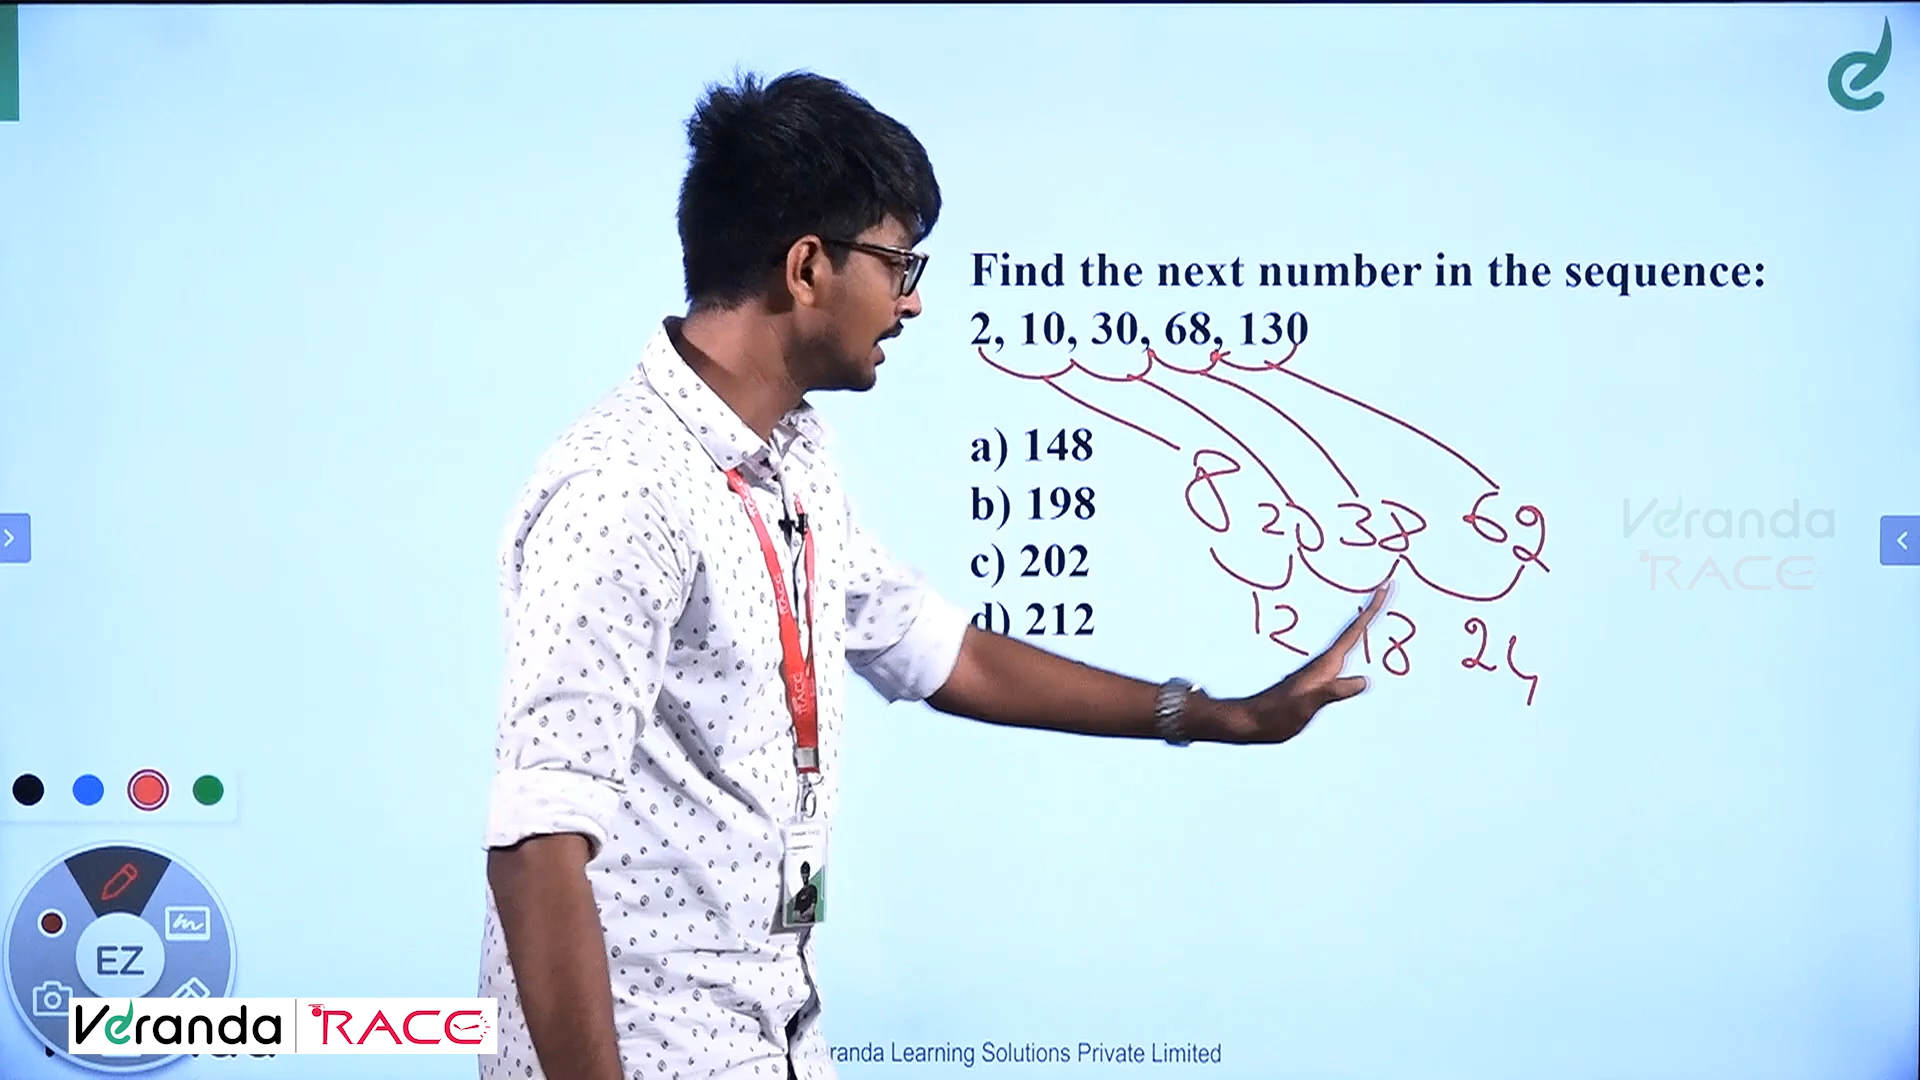 Find the next number in the sequence:
2, 10, 30, 68, 130
a) 148
b) 198
c) 202
d) 212
8 20 38 62
12 18 24
Veranda
RACE
RACE
EZ
Veranda RACE
randa Learning Solutions Private Limited